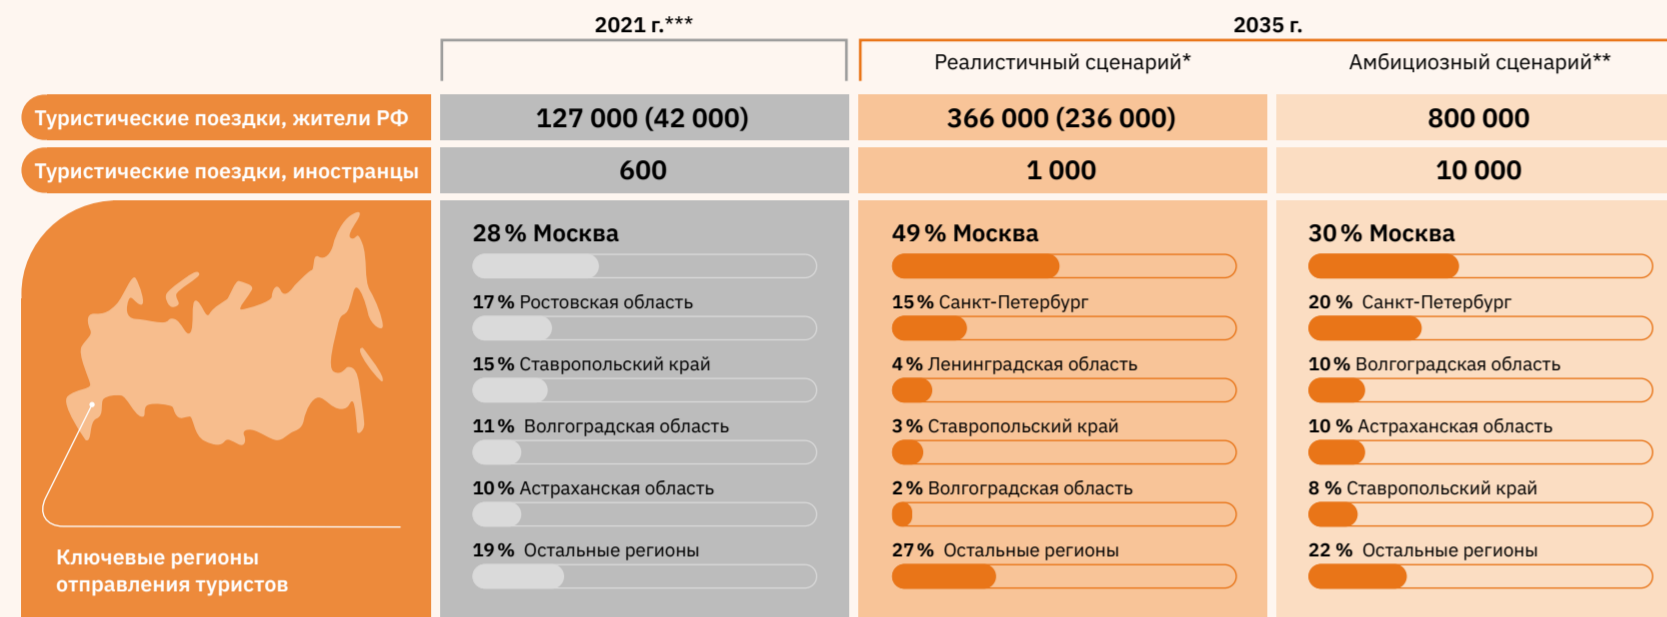 2021 г.***
2035 г.
Реалистичный сценарий*
Амбициозный сценарий**
Туристические поездки, жители РФ
127 000 (42 000)
366 000 (236 000)
800 000
Туристические поездки, иностранцы
600
1 000
10 000
Ключевые регионы
отправления туристов
28 % Москва
17 % Ростовская область
15 % Ставропольский край
11 % Волгоградская область
10 % Астраханская область
19 % Остальные регионы
49 % Москва
15 % Санкт-Петербург
4 % Ленинградская область
3 % Ставропольский край
2 % Волгоградская область
27 % Остальные регионы
30 % Москва
20 % Санкт-Петербург
10 % Волгоградская область
10 % Астраханская область
8 % Ставропольский край
22 % Остальные регионы